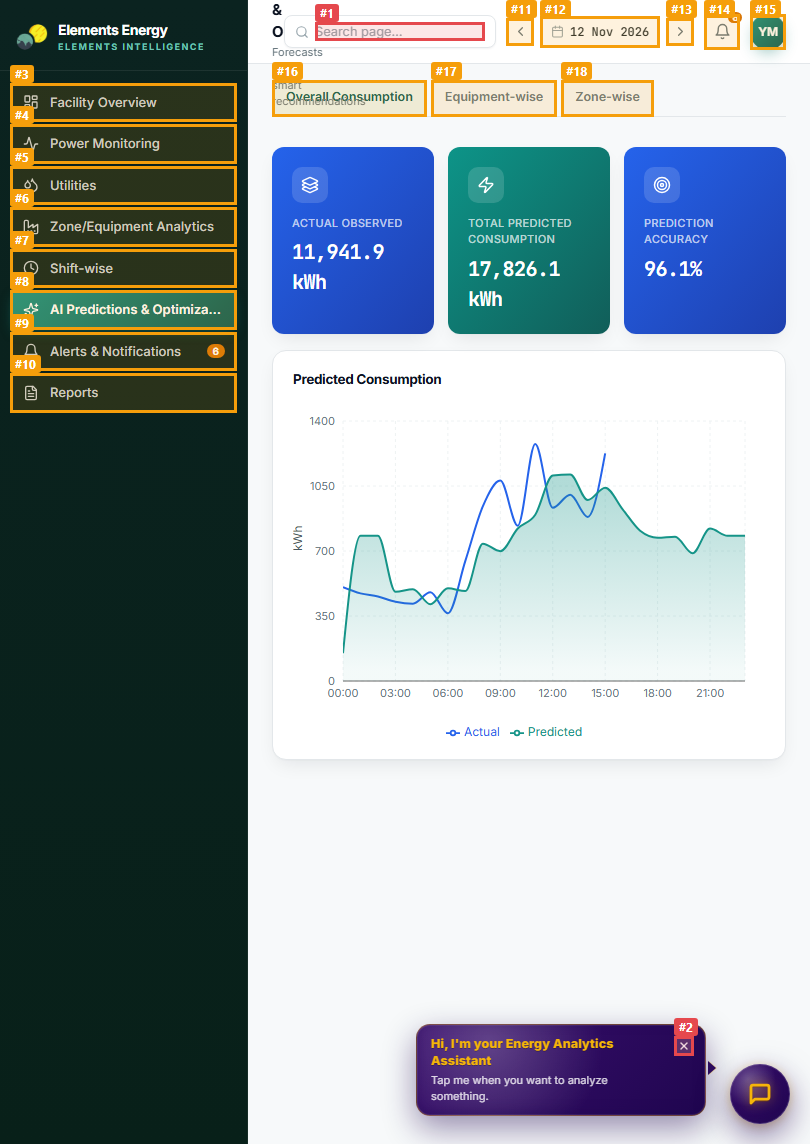 Elements Energy
ELEMENTS INTELLIGENCE
#3
Facility Overview
#4
Power Monitoring
#5
Utilities
#6
Zone/Equipment Analytics
#7
Shift-wise
#8
AI Predictions & Optimiza...
#9
Alerts & Notifications
6
#10
Reports
&
O
Forecasts
smart
recommendations
#1
Search page...
#11
#12
12 Nov 2026
#13
#14
#15
YM
#16
Overall Consumption
#17
Equipment-wise
#18
Zone-wise
ACTUAL OBSERVED
11,941.9
kWh
TOTAL PREDICTED
CONSUMPTION
17,826.1
kWh
PREDICTION
ACCURACY
96.1%
Predicted Consumption
1400
1050
700
350
0
kWh
00:00 03:00 06:00 09:00 12:00 15:00 18:00 21:00
Actual Predicted
#2
Hi, I'm your Energy Analytics
Assistant
Tap me when you want to analyze
something.